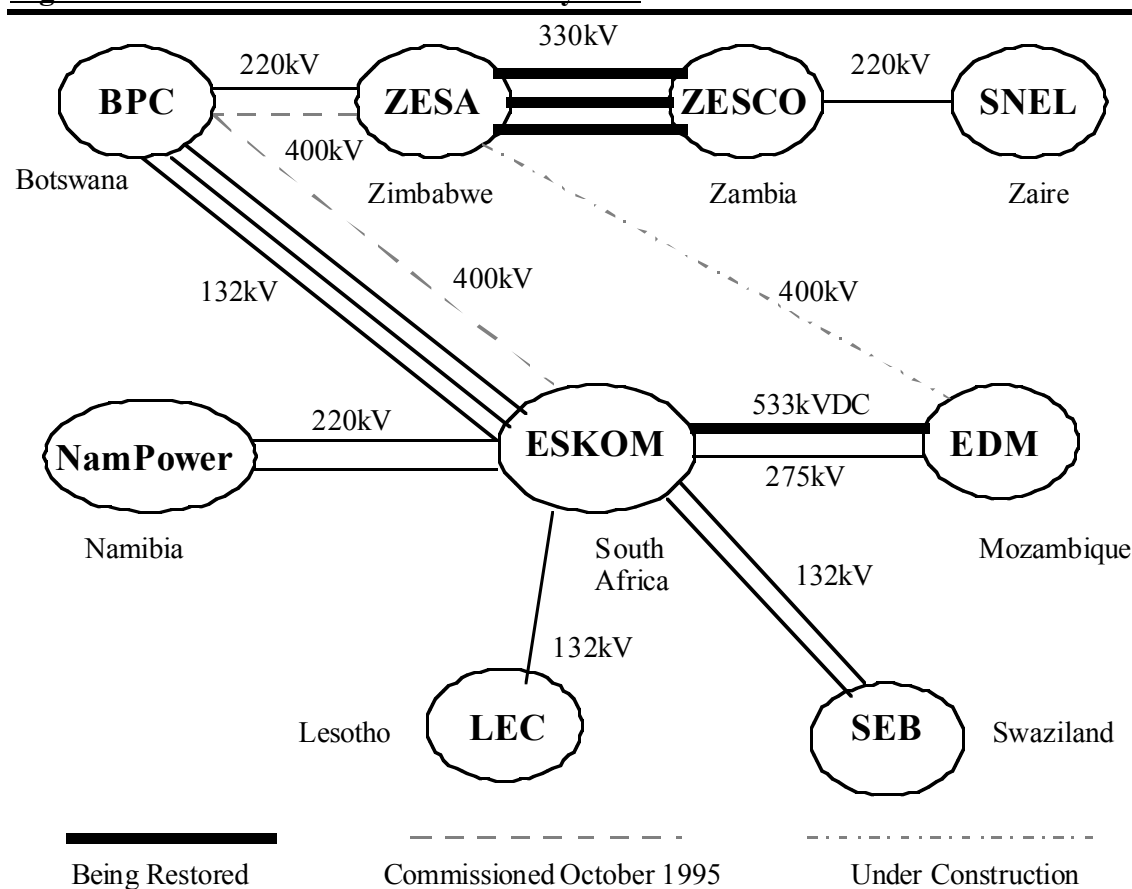 330kV
220kV
220kV
BPC
ZESA
ZESCO
SNEL
400kV
Botswana
Zimbabwe
Zambia
Zaire
132kV
400kV
400kV
220kV
533kVDC
NamPower
ESKOM
EDM
275kV
Namibia
South
Africa
Mozambique
132kV
132kV
Lesotho
LEC
SEB
Swaziland
Being Restored
Commissioned October 1995
Under Construction